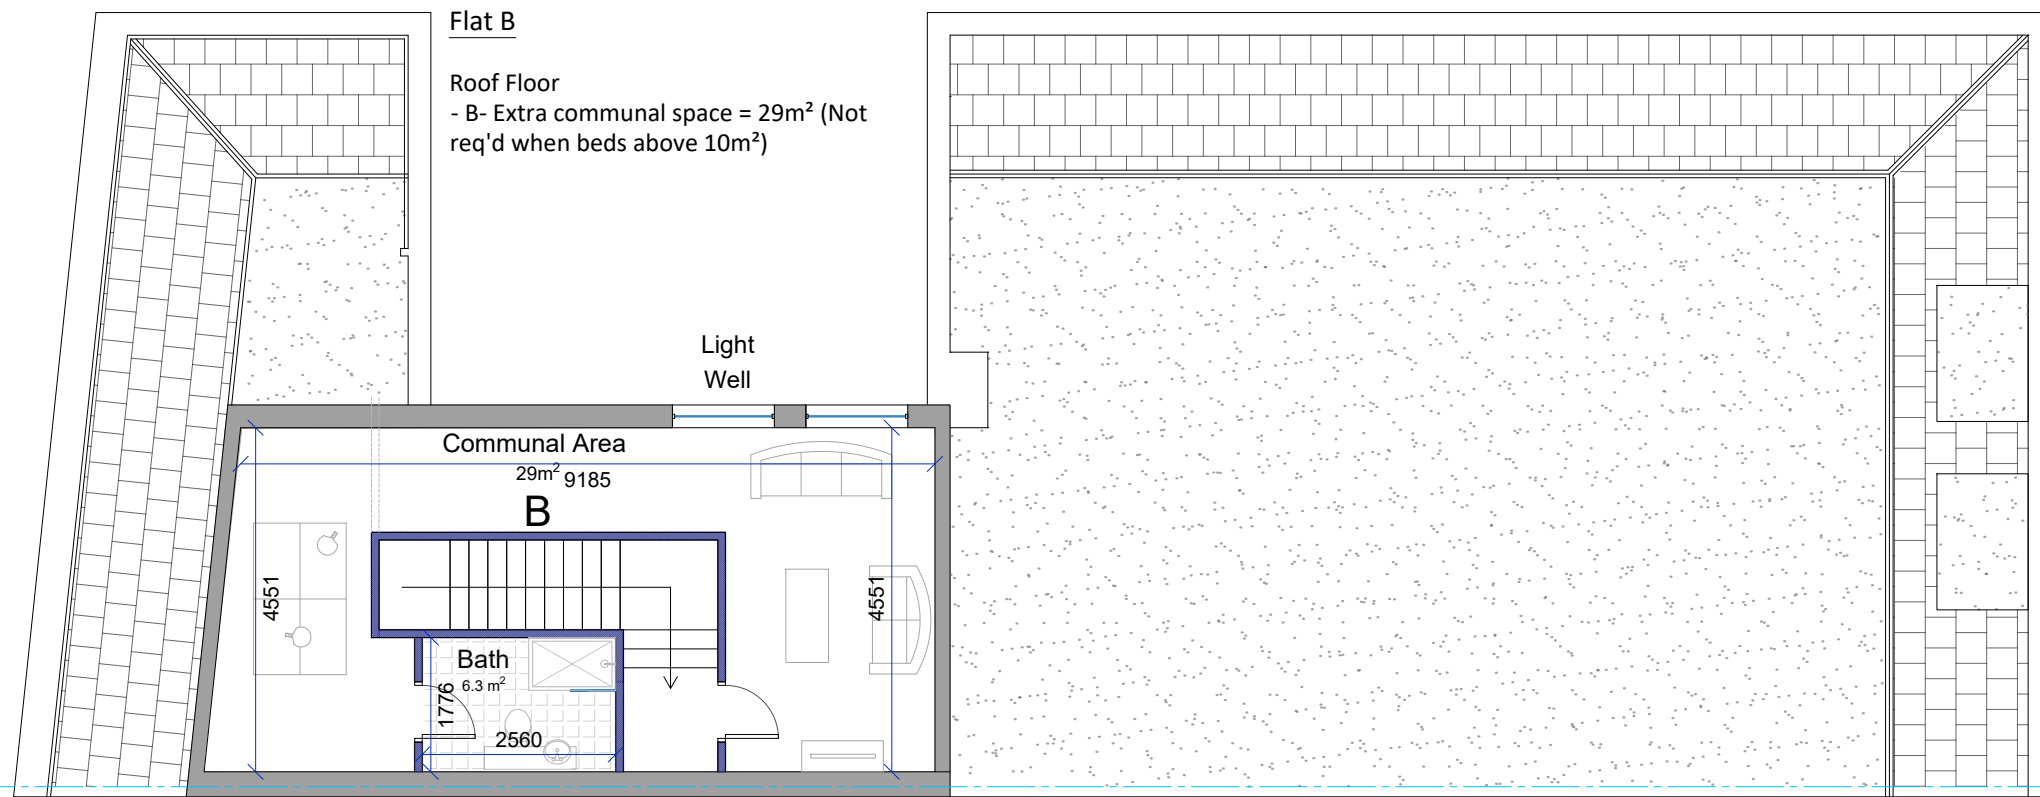 Flat B
Roof Floor
- B- Extra communal space = 29m² (Not
req'd when beds above 10m²)
Light
Well
Communal Area
29m² 9185
B
4551
4551
Bath
6.3 m²
1776
2560